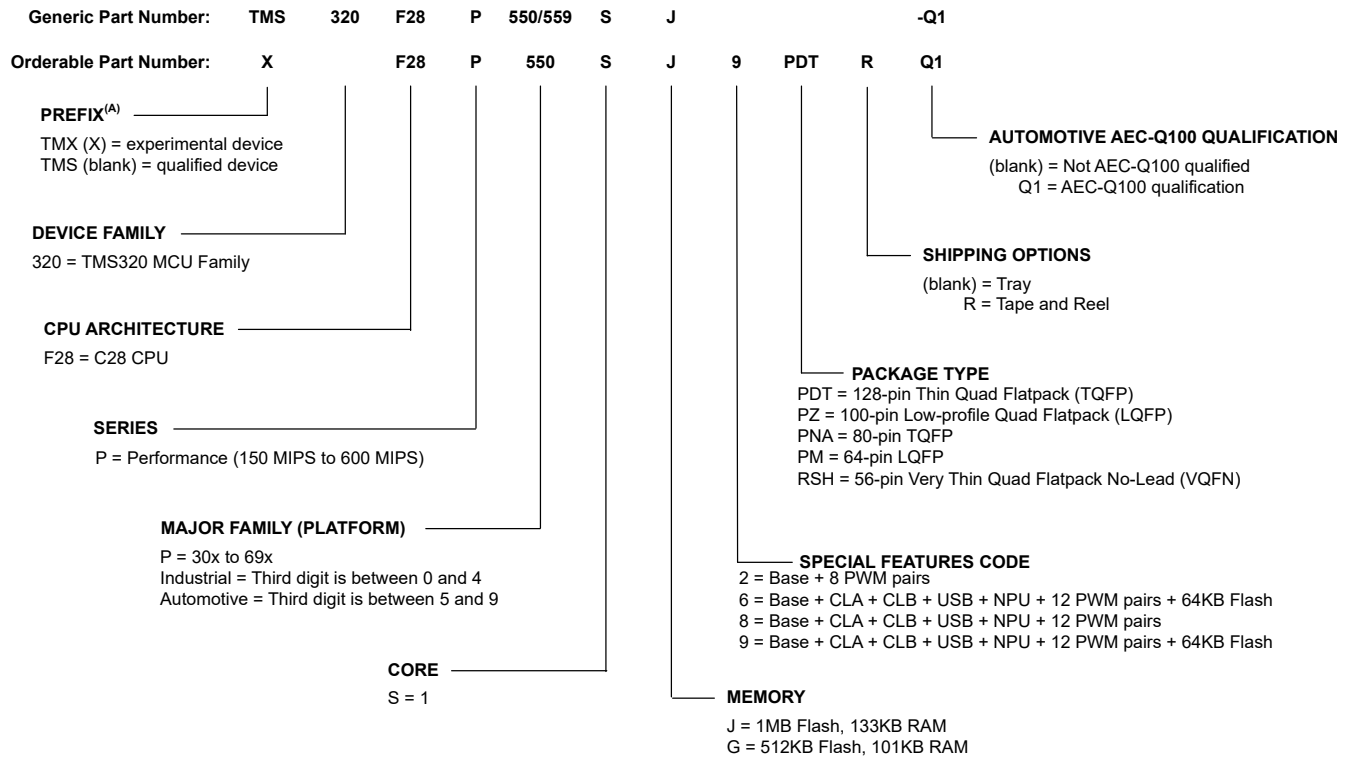 Generic Part Number: TMS 320 F28 P 550/559 S J -Q1
Orderable Part Number: X F28 P 550 S J 9 PDT R Q1
PREFIX(A)
TMX (X) = experimental device
TMS (blank) = qualified device
AUTOMOTIVE AEC-Q100 QUALIFICATION
(blank) = Not AEC-Q100 qualified
Q1 = AEC-Q100 qualification
DEVICE FAMILY
320 = TMS320 MCU Family
SHIPPING OPTIONS
(blank) = Tray
R = Tape and Reel
CPU ARCHITECTURE
F28 = C28 CPU
PACKAGE TYPE
PDT = 128-pin Thin Quad Flatpack (TQFP)
PZ = 100-pin Low-profile Quad Flatpack (LQFP)
PNA = 80-pin TQFP
PM = 64-pin LQFP
RSH = 56-pin Very Thin Quad Flatpack No-Lead (VQFN)
SERIES
P = Performance (150 MIPS to 600 MIPS)
MAJOR FAMILY (PLATFORM)
P = 30x to 69x
Industrial = Third digit is between 0 and 4
Automotive = Third digit is between 5 and 9
SPECIAL FEATURES CODE
2 = Base + 8 PWM pairs
6 = Base + CLA + CLB + USB + NPU + 12 PWM pairs + 64KB Flash
8 = Base + CLA + CLB + USB + NPU + 12 PWM pairs
9 = Base + CLA + CLB + USB + NPU + 12 PWM pairs + 64KB Flash
CORE
S = 1
MEMORY
J = 1MB Flash, 133KB RAM
G = 512KB Flash, 101KB RAM